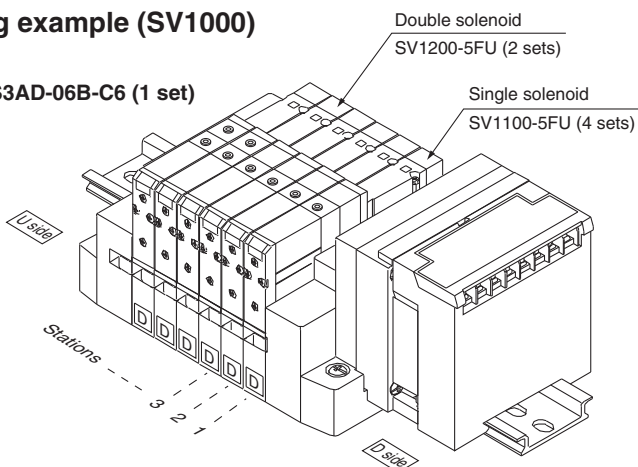 g example (SV1000)
Double solenoid
SV1200-5FU (2 sets)
S3AD-06B-C6 (1 set)
Single solenoid
SV1100-5FU (4 sets)
U side
D D D D D D
Stations
3
2
1
D side